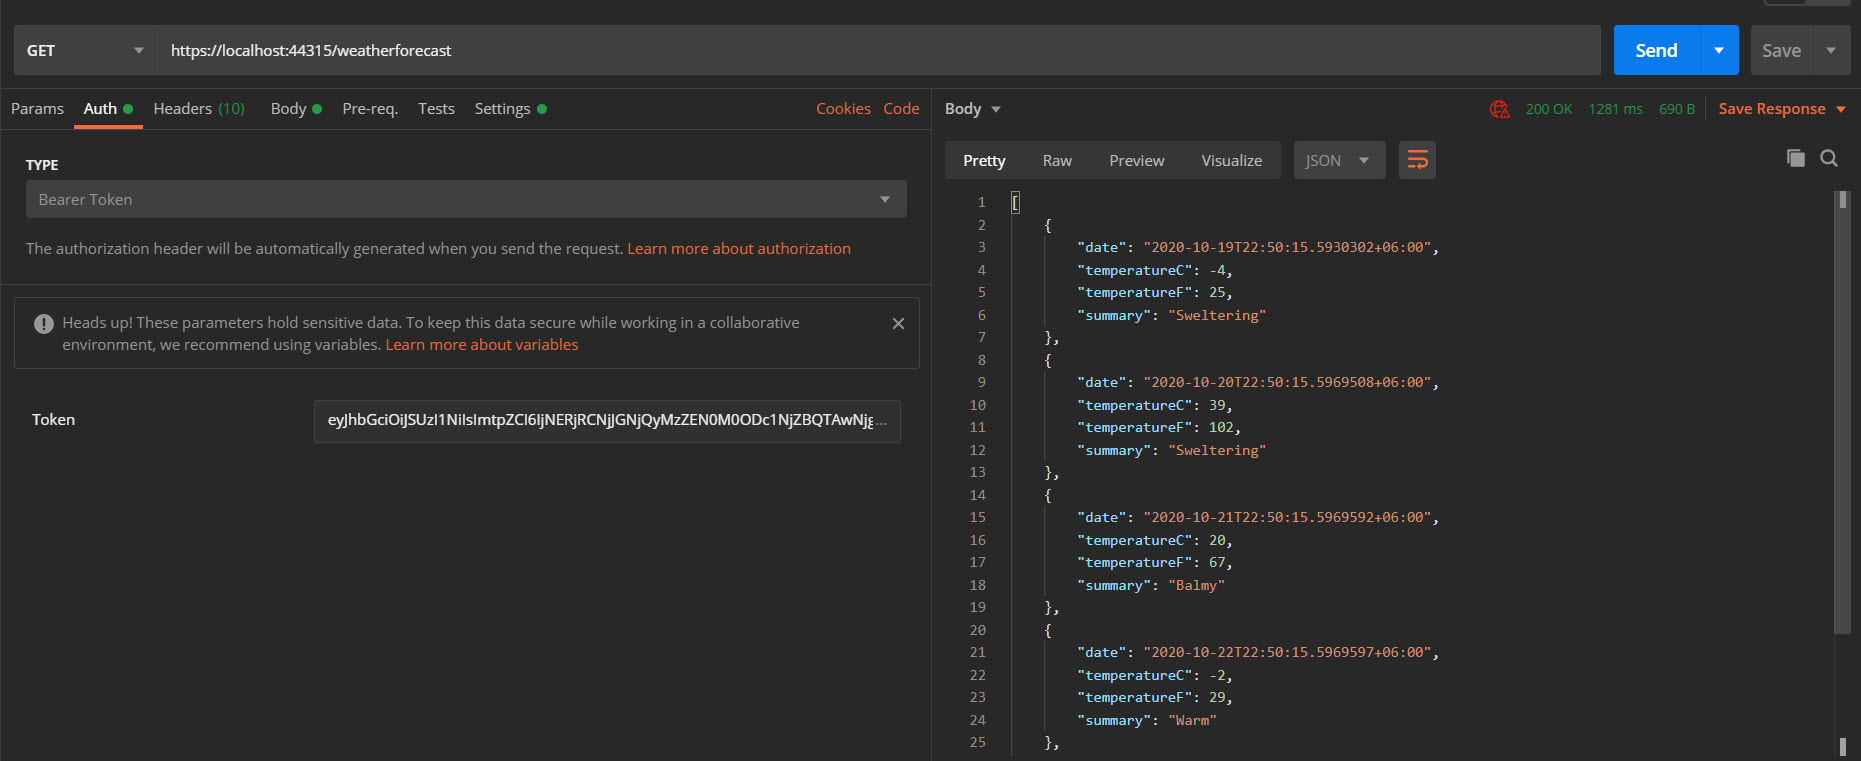 GET https://localhost:44315/weatherforecast Send Save
Params Auth Headers (10) Body Pre-req. Tests Settings Cookies Code
TYPE
Bearer Token
The authorization header will be automatically generated when you send the request. Learn more about authorization
Heads up! These parameters hold sensitive data. To keep this data secure while working in a collaborative
environment, we recommend using variables. Learn more about variables
Token
Body 200 OK 1281 ms 690 B Save Response
Pretty Raw Preview Visualize JSON
1 [
2 {
3 "date": "2020-10-19T22:50:15.5930302+06:00",
4 "temperatureC": -4,
5 "temperatureF": 25,
6 "summary": "Sweltering"
7 },
8 {
9 "date": "2020-10-20T22:50:15.5969508+06:00",
10 "temperatureC": 39,
11 "temperatureF": 102,
12 "summary": "Sweltering"
13 },
14 {
15 "date": "2020-10-21T22:50:15.5969592+06:00",
16 "temperatureC": 20,
17 "temperatureF": 67,
18 "summary": "Balmy"
19 },
20 {
21 "date": "2020-10-22T22:50:15.5969597+06:00",
22 "temperatureC": -2,
23 "temperatureF": 29,
24 "summary": "Warm"
25 },